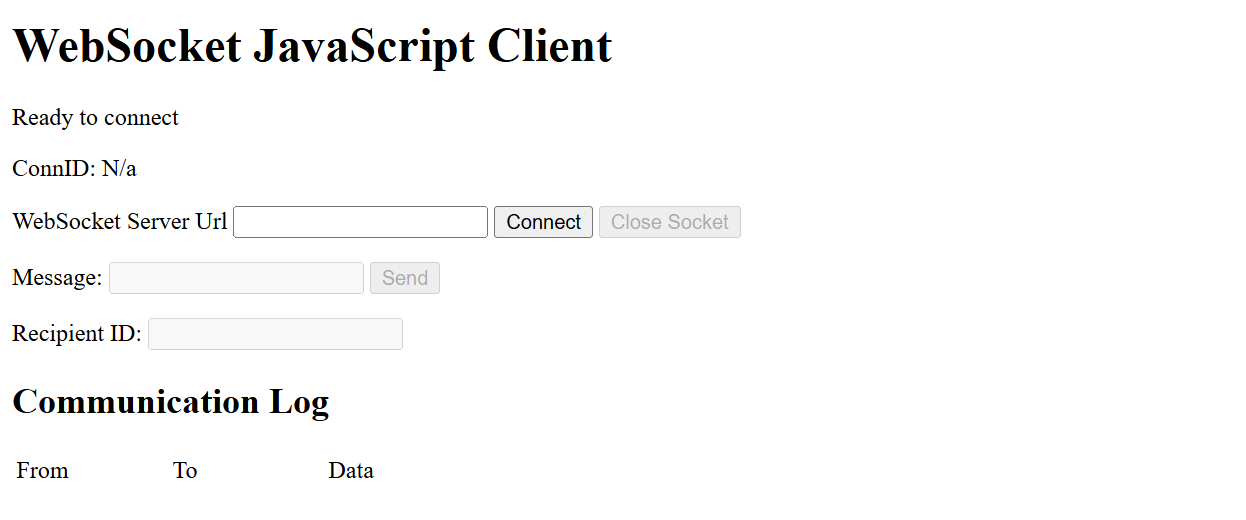 WebSocket JavaScript Client
Ready to connect
ConnID: N/a
WebSocket Server Url Connect Close Socket
Message: Send
Recipient ID:
Communication Log
From To Data